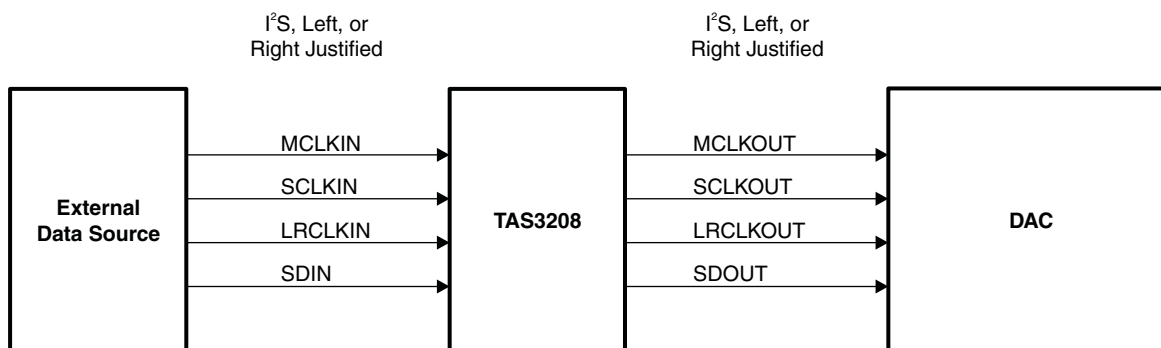 I²S, Left, or
Right Justified
I²S, Left, or
Right Justified
MCLKIN
SCLKIN
LRCLKIN
SDIN
MCLKOUT
SCLKOUT
LRCLKOUT
SDOUT
External
Data Source
TAS3208
DAC